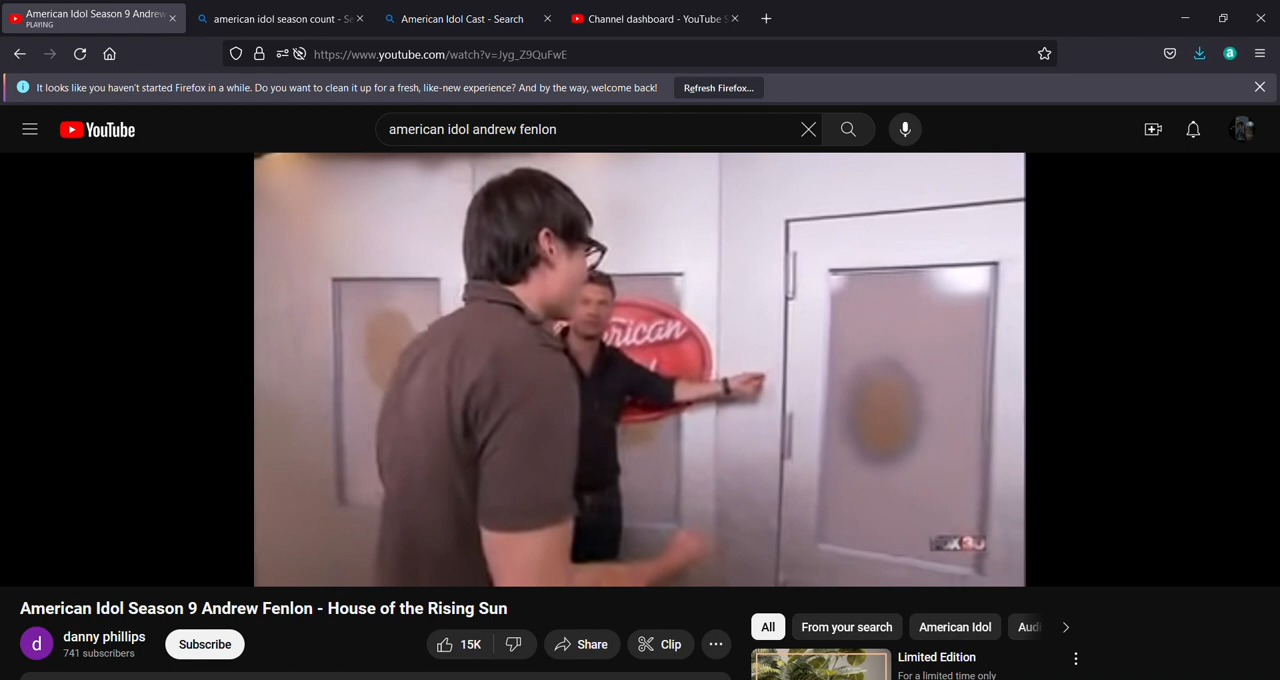 American Idol Season 9 Andrew
PLAYING
american idol season count - Se
American Idol Cast - Search
Channel dashboard - YouTube S
https://www.youtube.com/watch?v=Jyg_Z9QuFwE
a
It looks like you haven't started Firefox in a while. Do you want to clean it up for a fresh, like-new experience? And by the way, welcome back!
Refresh Firefox...
YouTube
american idol andrew fenlon
rican
American Idol Season 9 Andrew Fenlon - House of the Rising Sun
d
danny phillips
741 subscribers
Subscribe
15K
Share
Clip
All
From your search
American Idol
Audi
Limited Edition
For a limited time only